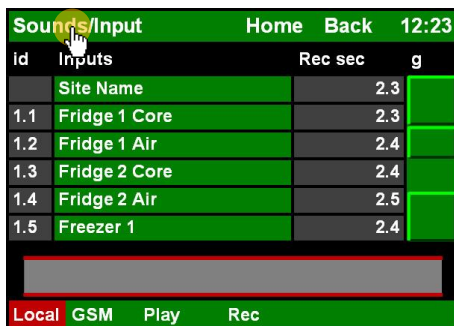 Sounds/Input Home Back 12:23
id Inputs Rec sec g
Site Name 2.3
1.1 Fridge 1 Core 2.3
1.2 Fridge 1 Air 2.4
1.3 Fridge 2 Core 2.4
1.4 Fridge 2 Air 2.5
1.5 Freezer 1 2.4
Local GSM Play Rec